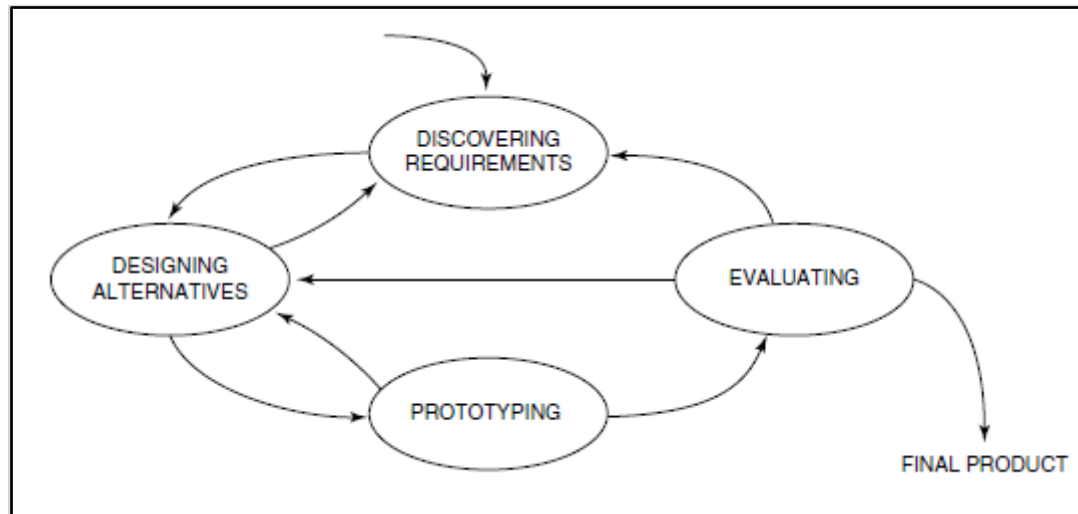 DISCOVERING
REQUIREMENTS
DESIGNING
ALTERNATIVES
EVALUATING
PROTOTYPING
FINAL PRODUCT